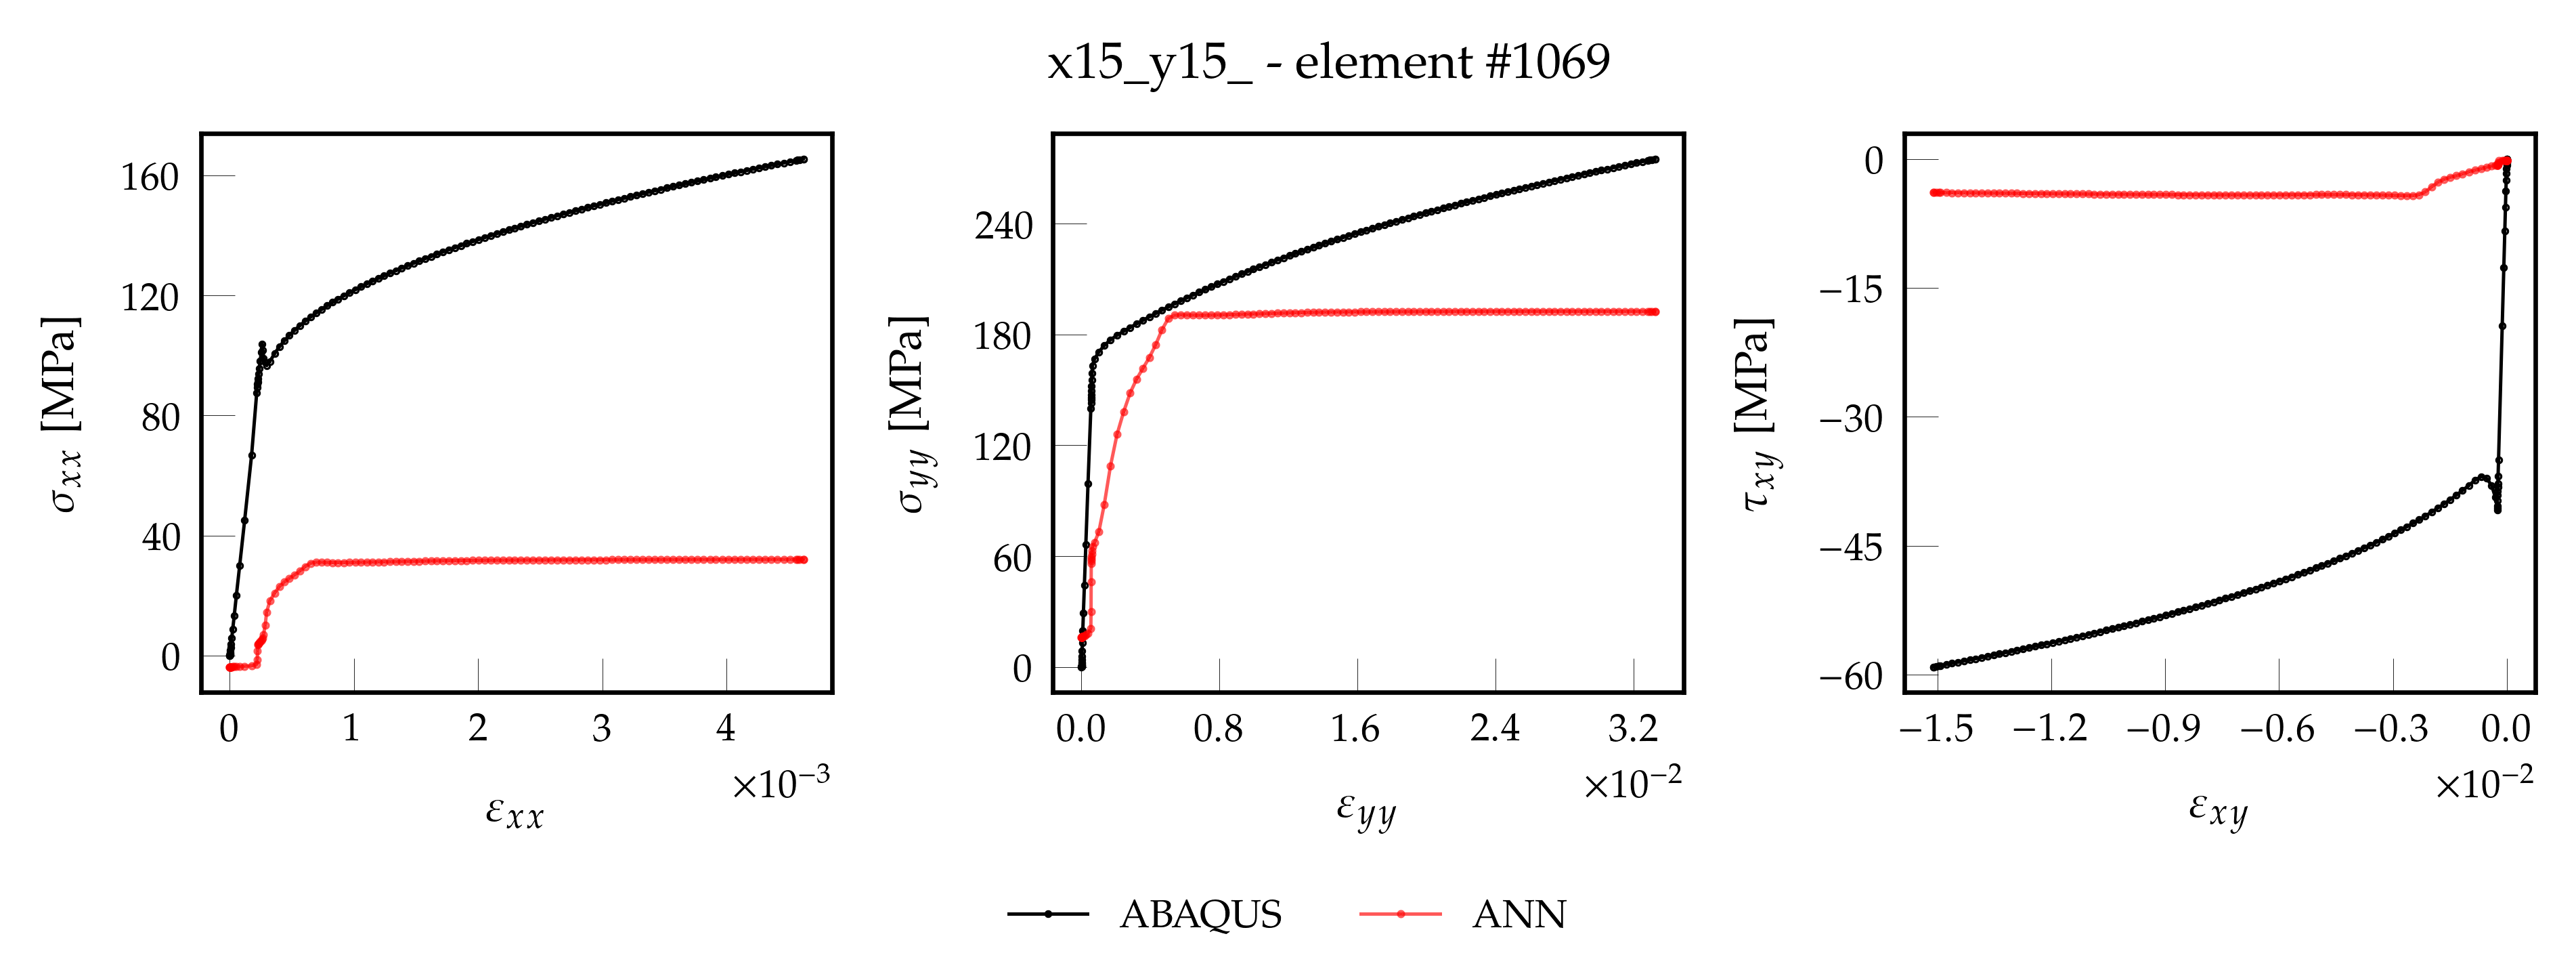 x15_y15_ - element #1069
σxx [MPa]
160
120
80
40
0
0 1 2 3 4
×10−3
εxx
σyy [MPa]
240
180
120
60
0
0.0 0.8 1.6 2.4 3.2
×10−2
εyy
τxy [MPa]
0
−15
−30
−45
−60
−1.5 −1.2 −0.9 −0.6 −0.3 0.0
×10−2
εxy
ABAQUS ANN